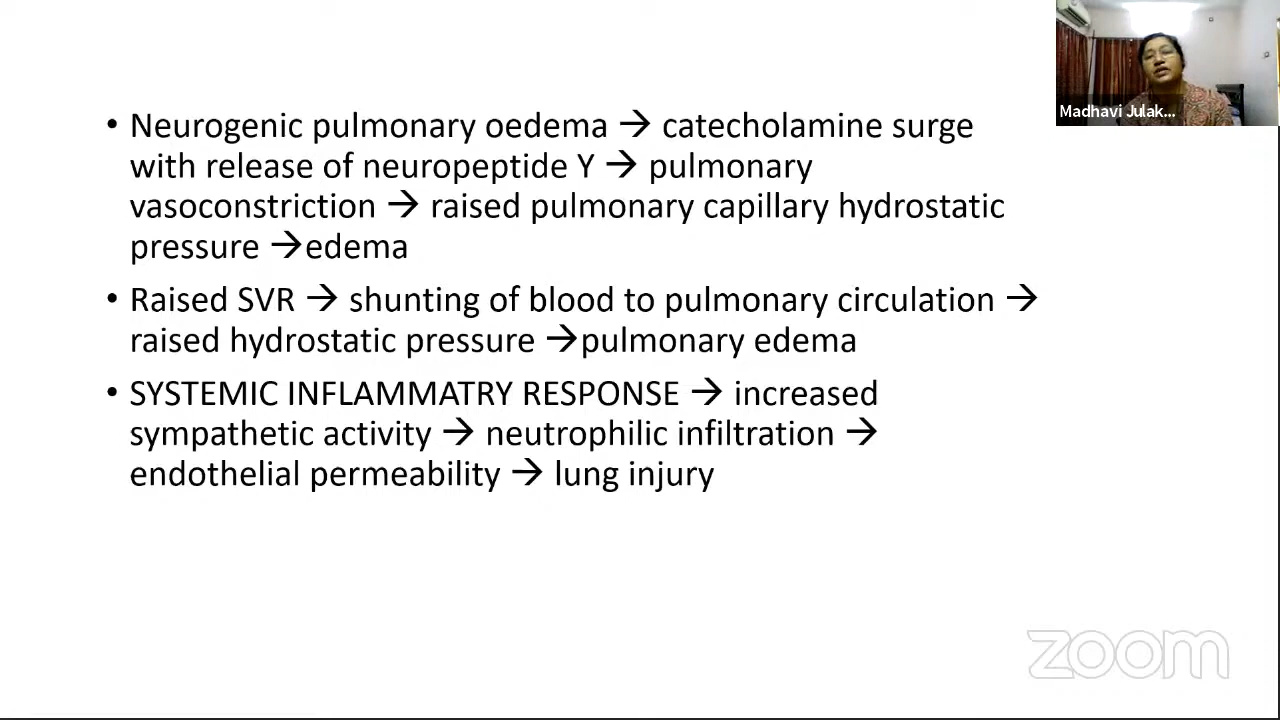 • Neurogenic pulmonary oedema → catecholamine surge
with release of neuropeptide Y → pulmonary
vasoconstriction → raised pulmonary capillary hydrostatic
pressure →edema
• Raised SVR → shunting of blood to pulmonary circulation →
raised hydrostatic pressure →pulmonary edema
• SYSTEMIC INFLAMMATRY RESPONSE → increased
sympathetic activity → neutrophilic infiltration →
endothelial permeability → lung injury
Madhavi Julak...
zoom